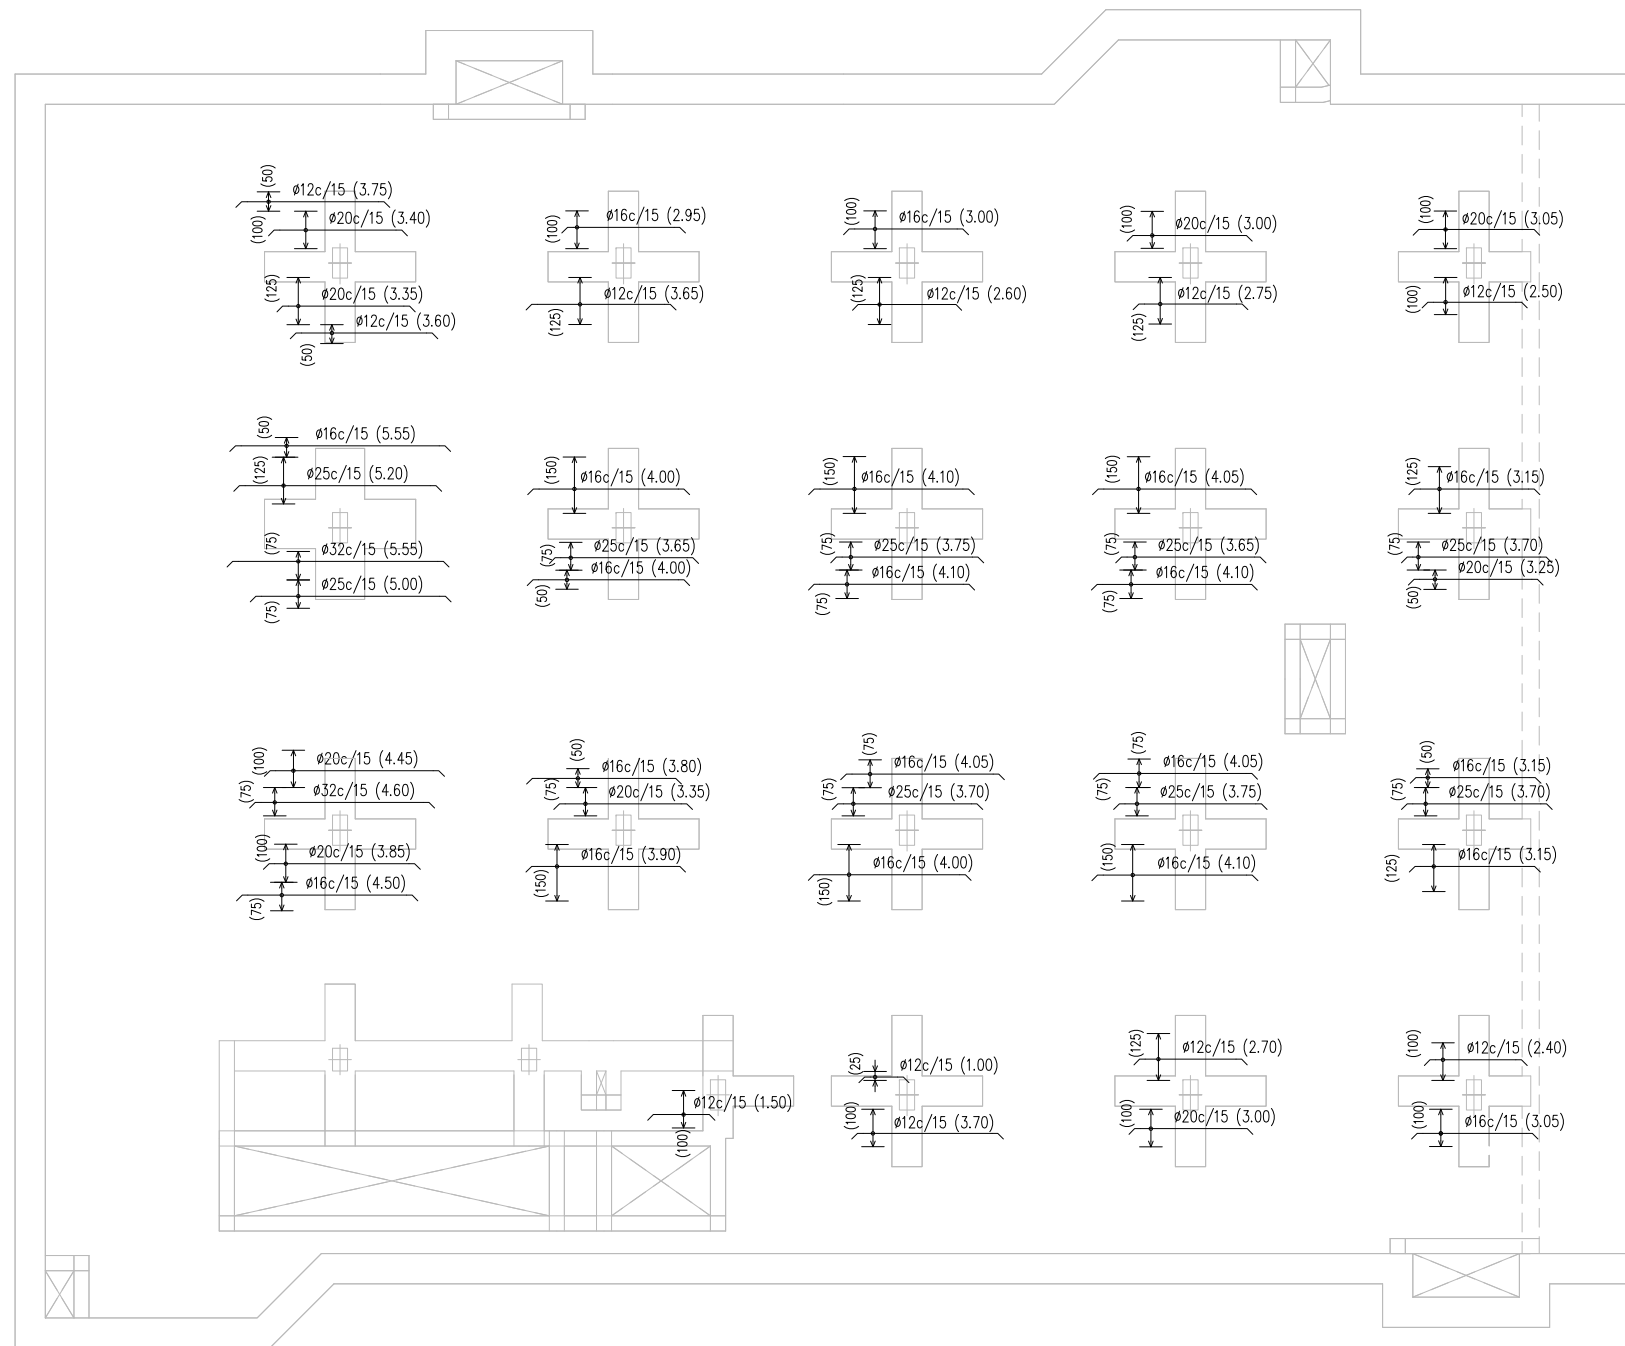 (50)
ø12c/15 (3.75)
(100)
ø20c/15 (3.40)
(125)
ø20c/15 (3.35)
ø12c/15 (3.60)
(50)
ø16c/15 (2.95)
(100)
ø12c/15 (3.65)
(125)
(100)
ø16c/15 (3.00)
(125)
ø12c/15 (2.60)
(100)
ø20c/15 (3.00)
ø12c/15 (2.75)
(125)
(100)
ø20c/15 (3.05)
(100)
ø12c/15 (2.50)
(50)
ø16c/15 (5.55)
(125)
ø25c/15 (5.20)
(75)
ø32c/15 (5.55)
ø25c/15 (5.00)
(75)
(150)
ø16c/15 (4.00)
(75)
ø25c/15 (3.65)
ø16c/15 (4.00)
(50)
(150)
ø16c/15 (4.10)
(75)
ø25c/15 (3.75)
ø16c/15 (4.10)
(75)
(150)
ø16c/15 (4.05)
(75)
ø25c/15 (3.65)
ø16c/15 (4.10)
(75)
(125)
ø16c/15 (3.15)
(75)
ø25c/15 (3.70)
ø20c/15 (3.25)
(50)
(100)
ø20c/15 (4.45)
(75)
ø32c/15 (4.60)
(100)
ø20c/15 (3.85)
ø16c/15 (4.50)
(75)
(50)
ø16c/15 (3.80)
(75)
ø20c/15 (3.35)
ø16c/15 (3.90)
(150)
(75)
ø16c/15 (4.05)
(75)
ø25c/15 (3.70)
ø16c/15 (4.00)
(150)
(75)
ø16c/15 (4.05)
(75)
ø25c/15 (3.75)
(150)
ø16c/15 (4.10)
(50)
ø16c/15 (3.15)
(75)
ø25c/15 (3.70)
ø16c/15 (3.15)
(125)
ø12c/15 (1.50)
(100)
(25)
ø12c/15 (1.00)
(100)
ø12c/15 (3.70)
(125)
ø12c/15 (2.70)
(100)
ø20c/15 (3.00)
(100)
ø12c/15 (2.40)
(100)
ø16c/15 (3.05)